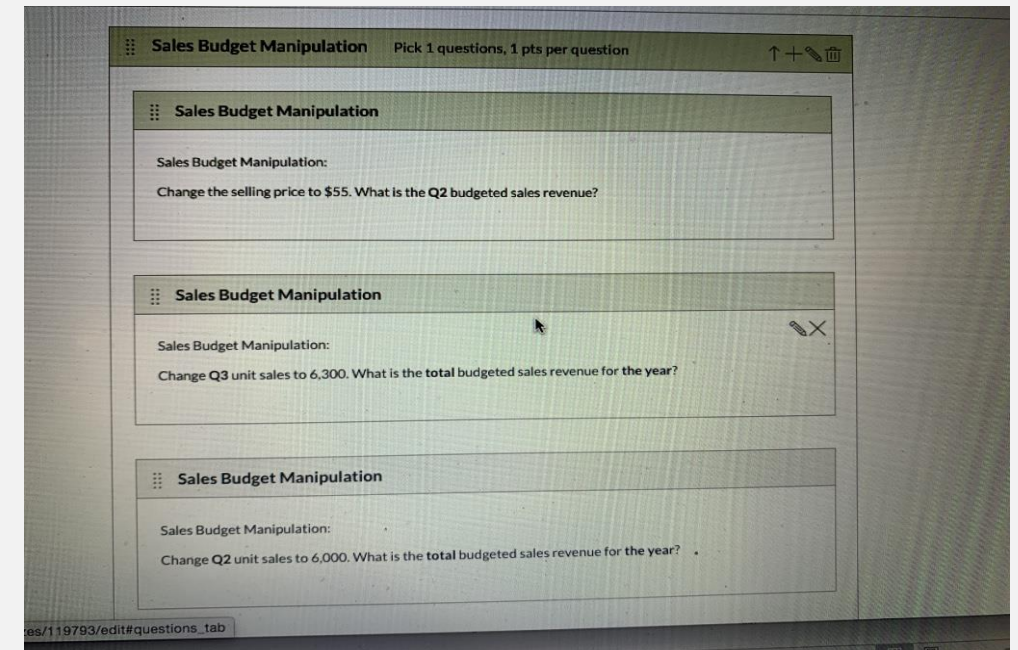 Sales Budget Manipulation Pick 1 questions, 1 pts per question
Sales Budget Manipulation
Sales Budget Manipulation:
Change the selling price to $55. What is the Q2 budgeted sales revenue?
Sales Budget Manipulation
Sales Budget Manipulation:
Change Q3 unit sales to 6,300. What is the total budgeted sales revenue for the year?
Sales Budget Manipulation
Sales Budget Manipulation:
Change Q2 unit sales to 6,000. What is the total budgeted sales revenue for the year?
es/119793/edit#questions_tab